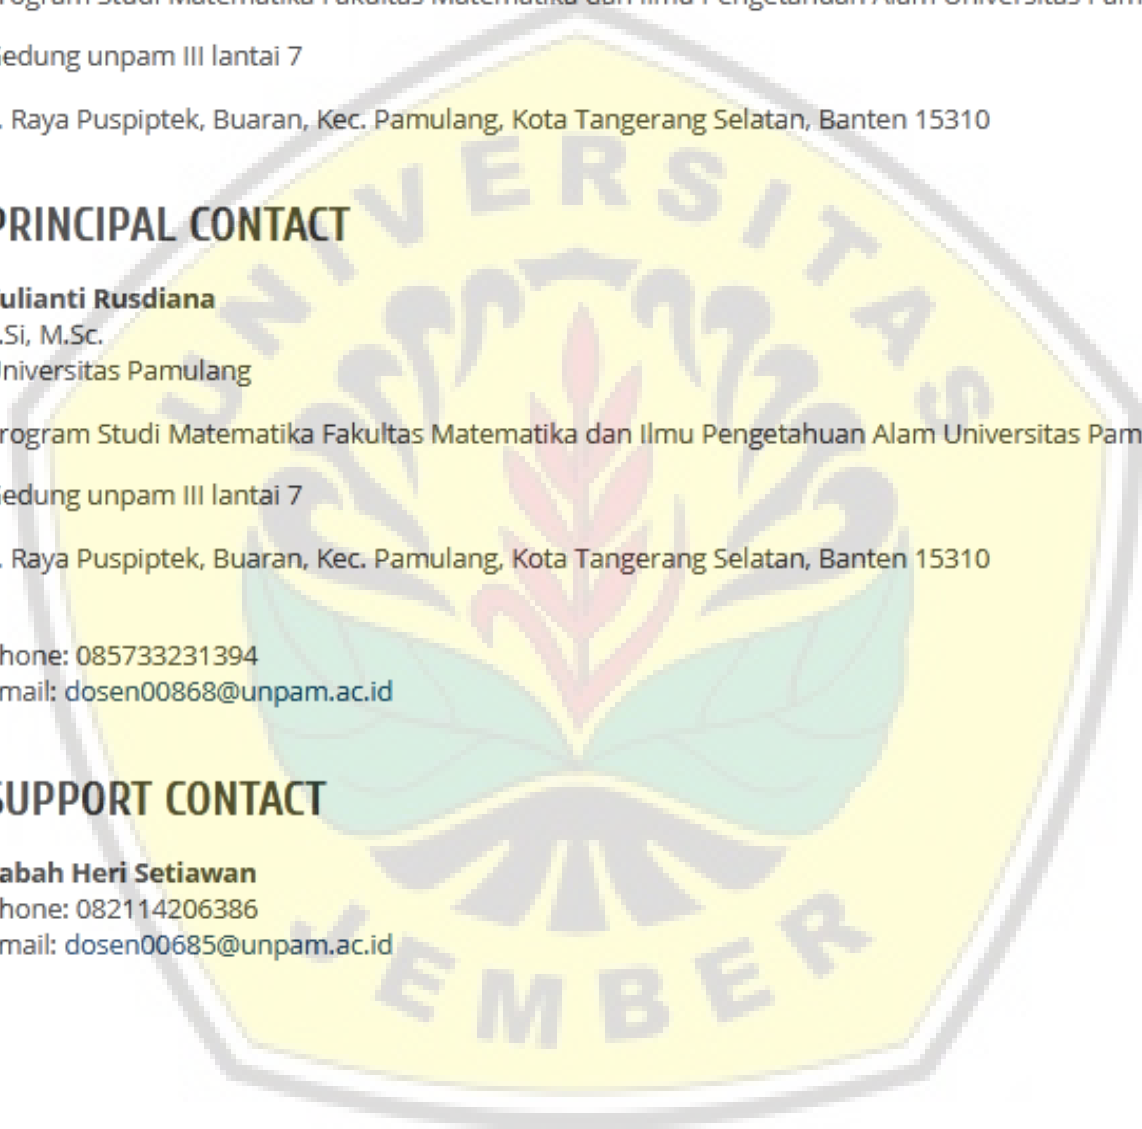 rogram Studi Matematika Fakultas Matematika dan Ilmu Pengetahuan Alam Universitas Pam
edung unpam III lantai 7
. Raya Puspiptek, Buaran, Kec. Pamulang, Kota Tangerang Selatan, Banten 15310
PRINCIPAL CONTACT
ulianti Rusdiana
.Si, M.Sc.
Universitas Pamulang
rogram Studi Matematika Fakultas Matematika dan Ilmu Pengetahuan Alam Universitas Pam
edung unpam III lantai 7
. Raya Puspiptek, Buaran, Kec. Pamulang, Kota Tangerang Selatan, Banten 15310
hone: 085733231394
mail: dosen00868@unpam.ac.id
SUPPORT CONTACT
abah Heri Setiawan
hone: 082114206386
mail: dosen00685@unpam.ac.id
UNIVERSITAS
JEMBER